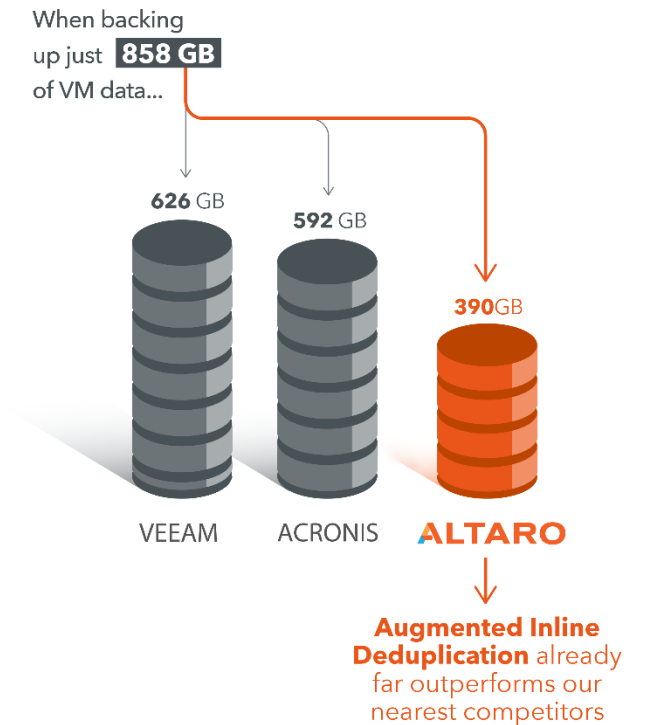 When backing
up just 858 GB
of VM data...
626 GB
592 GB
390GB
VEEAM
ACRONIS
ALTARO
Augmented Inline
Deduplication already
far outperforms our
nearest competitors